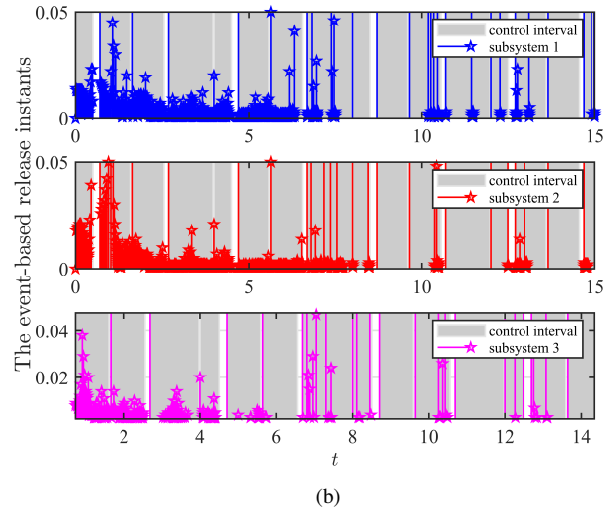 The event-based release instants
0.05
0
control interval
subsystem 1
0 5 10 15
0.05
0
control interval
subsystem 2
0 5 10 15
0.04
0.02
control interval
subsystem 3
2 4 6 8 10 12 14
t
(b)